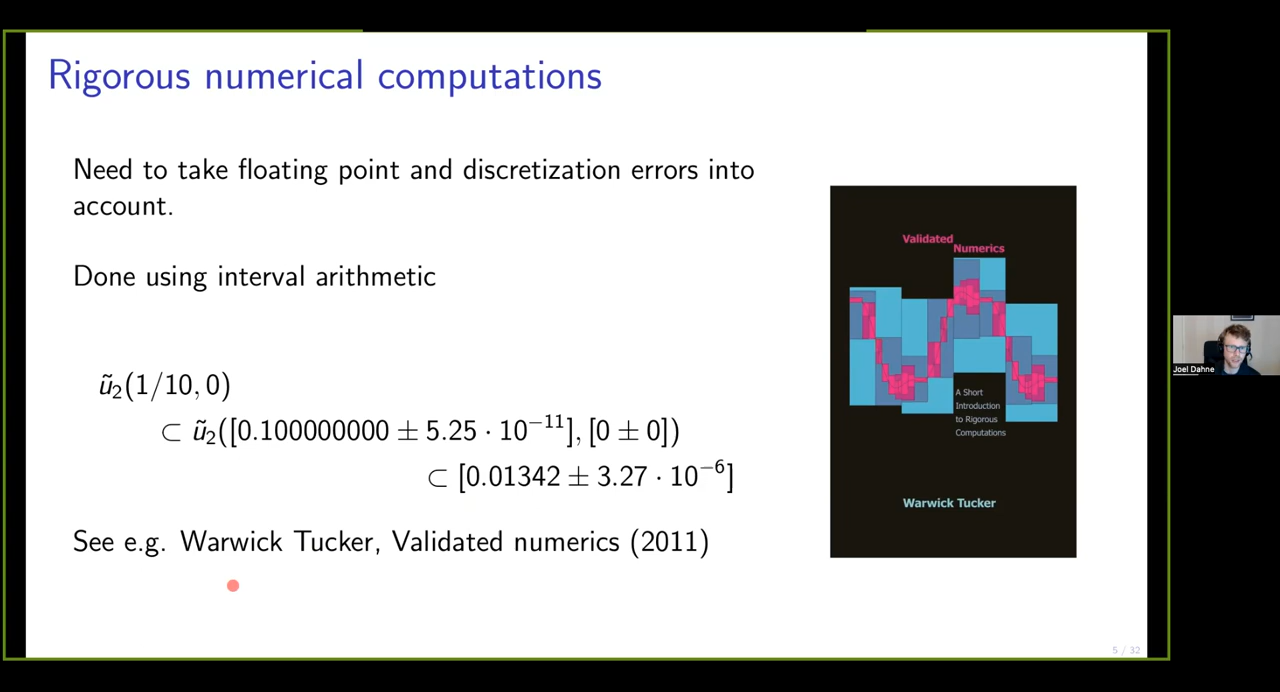 Rigorous numerical computations
Need to take floating point and discretization errors into
account.
Done using interval arithmetic
ũ₂(1/10, 0)
⊂ ũ₂([0.100000000 ± 5.25 · 10⁻¹¹], [0 ± 0])
⊂ [0.01342 ± 3.27 · 10⁻⁶]
See e.g. Warwick Tucker, Validated numerics (2011)
Validated
Numerics
A Short
Introduction
to Rigorous
Computations
Warwick Tucker
Joel Dahne
5 / 32